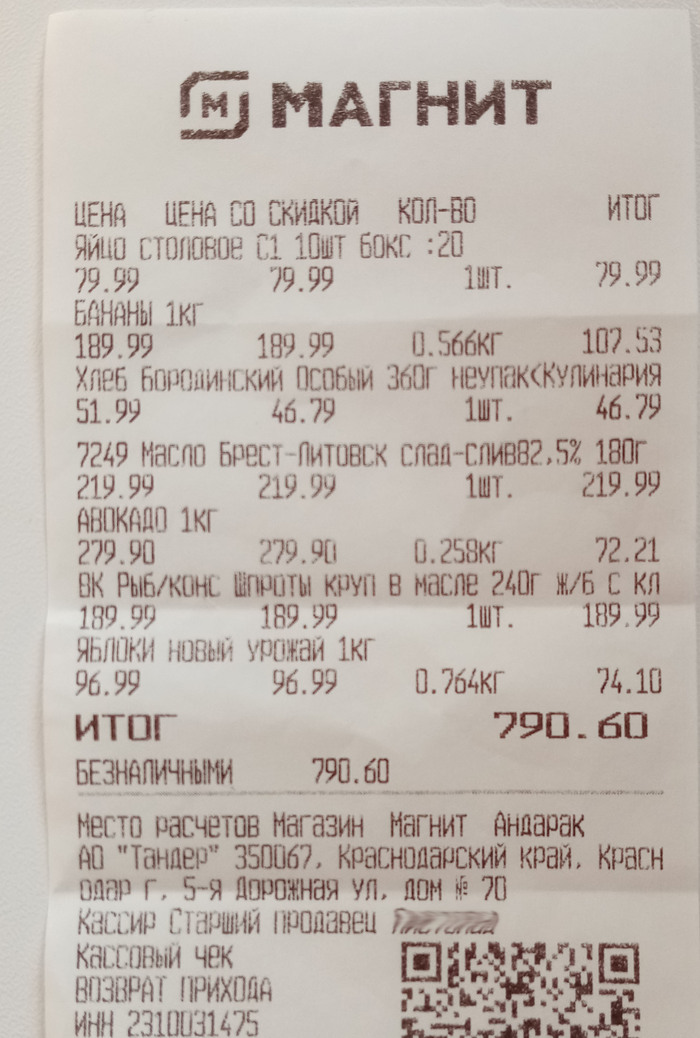 М МАГНИТ
ЦЕНА ЦЕНА СО СКИДКОЙ КОЛ-ВО ИТОГ
Яйцо столовое С1 10шт бокс :20
79.99 79.99 1шт. 79.99
БАНАНЫ 1кг
189.99 189.99 0.566кг 107.53
Хлеб Бородинский Особый 360г неупак<Кулинария
51.99 46.79 1шт. 46.79
7249 Масло Брест-Литовск слад-слив82,5% 180г
219.99 219.99 1шт. 219.99
АВОКАДО 1кг
279.90 279.90 0.258кг 72.21
ВК Рыб/конс Шпроты круп в масле 240г ж/б С КЛ
189.99 189.99 1шт. 189.99
ЯБЛОКИ новый урожай 1кг
96.99 96.99 0.764кг 74.10
ИТОГ 790.60
БЕЗНАЛИЧНЫМИ 790.60
Место расчетов Магазин Магнит Андарак
АО "Тандер" 350067, Краснодарский край, Красн
одар г, 5-я Дорожная ул, дом № 70
Кассир Старший продавец
Кассовый чек
ВОЗВРАТ ПРИХОДА
ИНН 2310031475